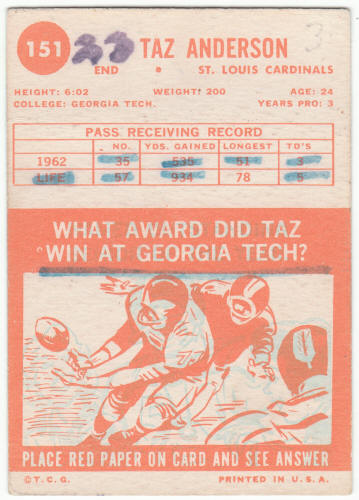 151 33 TAZ ANDERSON 3
END • ST. LOUIS CARDINALS
HEIGHT: 6:02 WEIGHT: 200 AGE: 24
COLLEGE: GEORGIA TECH. YEARS PRO: 3
PASS RECEIVING RECORD
NO. YDS. GAINED LONGEST TD'S
1962 35 535 51 3
LIFE 57 934 78 5
WHAT AWARD DID TAZ
WIN AT GEORGIA TECH?
PLACE RED PAPER ON CARD AND SEE ANSWER
©T.C.G. PRINTED IN U.S.A.